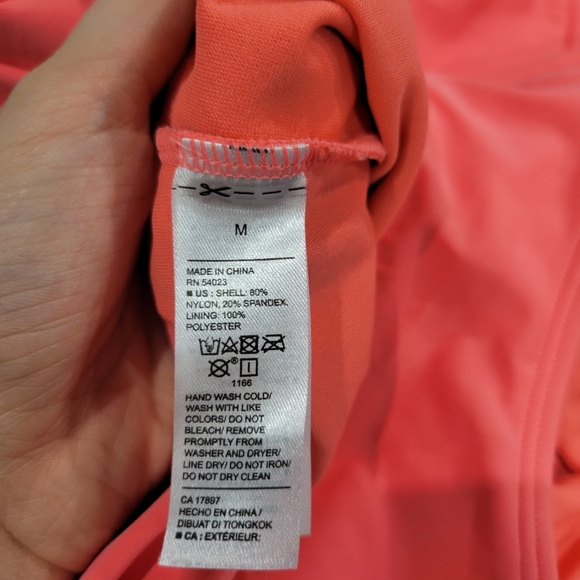 M
MADE IN CHINA
RN 54023
■ US : SHELL: 80%
NYLON, 20% SPANDEX.
LINING: 100%
POLYESTER
1166
HAND WASH COLD/
WASH WITH LIKE
COLORS/ DO NOT
BLEACH/ REMOVE
PROMPTLY FROM
WASHER AND DRYER/
LINE DRY/ DO NOT IRON/
DO NOT DRY CLEAN
CA 17897
HECHO EN CHINA /
DIBUAT DI TIONGKOK
■ CA : EXTÉRIEUR: